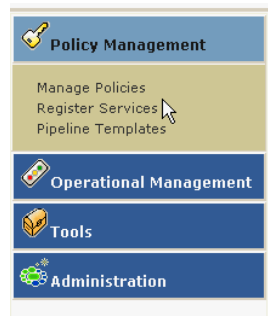 Policy Management
Manage Policies
Register Services
Pipeline Templates
Operational Management
Tools
Administration